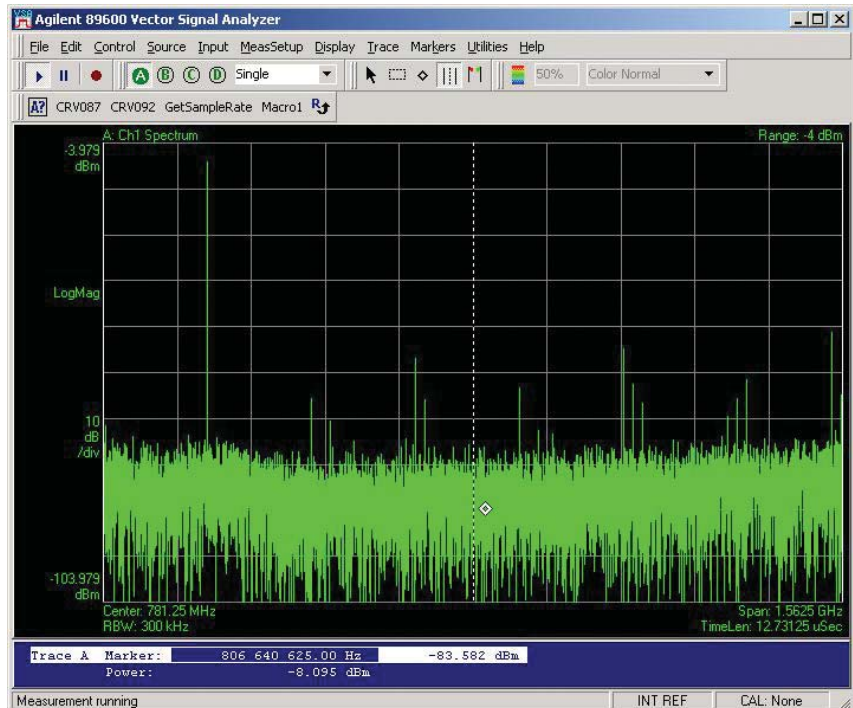 Agilent 89600 Vector Signal Analyzer
File Edit Control Source Input MeasSetup Display Trace Markers Utilities Help
A B C D Single 50% Color Normal
A? CRV087 CRV092 GetSampleRate Macro1 R
A: Ch1 Spectrum Range: -4 dBm
-3.979
dBm
LogMag
10
dB
/div
-103.979
dBm
Center: 781.25 MHz Span: 1.5625 GHz
RBW: 300 kHz TimeLen: 12.73125 uSec
Trace A Marker: 806 640 625.00 Hz -83.582 dBm
Power: -8.095 dBm
Measurement running INT REF CAL: None